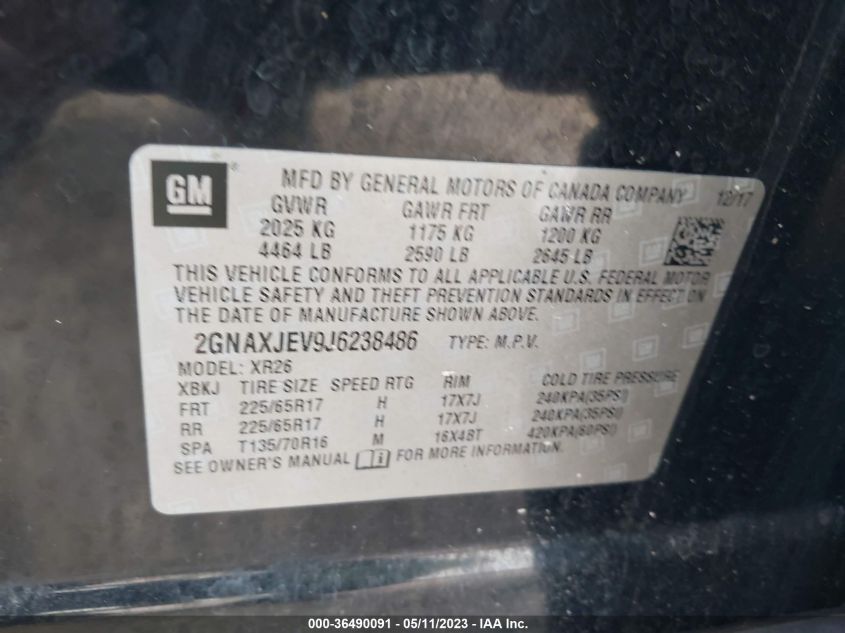 GM ® MFD BY GENERAL MOTORS OF CANADA COMPANY 12/17
GVWR GAWR FRT GAWR RR
2025 KG 1175 KG 1200 KG
4464 LB 2590 LB 2645 LB
THIS VEHICLE CONFORMS TO ALL APPLICABLE U.S. FEDERAL MOTOR
VEHICLE SAFETY AND THEFT PREVENTION STANDARDS IN EFFECT ON
THE DATE OF MANUFACTURE SHOWN ABOVE.
2GNAXJEV9J6238486 TYPE: M.P.V.
MODEL: XR26
XBKJ TIRE SIZE SPEED RTG RIM COLD TIRE PRESSURE
FRT 225/65R17 H 17X7J 240KPA(35PSI)
RR 225/65R17 H 17X7J 240KPA(35PSI)
SPA T135/70R16 M 16X4BT 420KPA(60PSI)
SEE OWNER'S MANUAL FOR MORE INFORMATION.
000-36490091 - 05/11/2023 - IAA Inc.